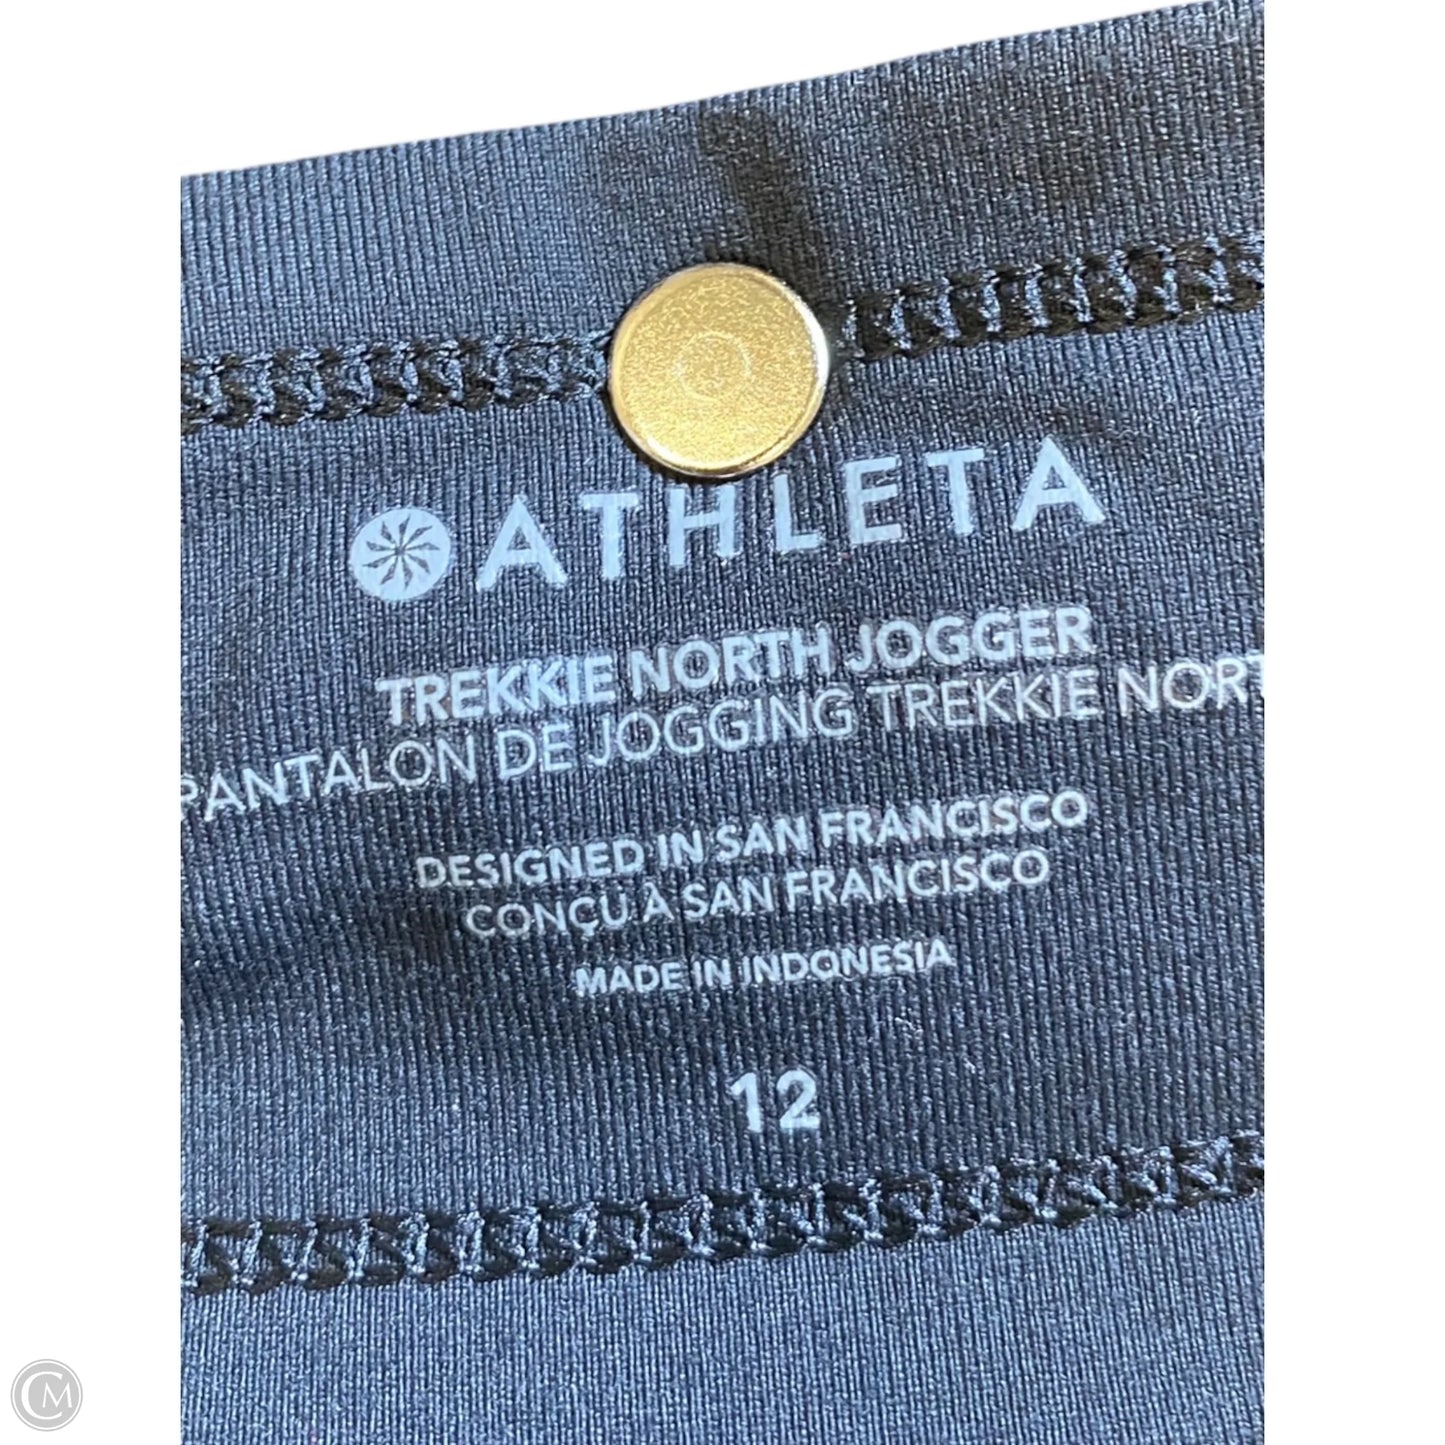 ATHLETA
TREKKIE NORTH JOGGER
PANTALON DE JOGGING TREKKIE NORT
DESIGNED IN SAN FRANCISCO
CONÇU À SAN FRANCISCO
MADE IN INDONESIA
12
CM